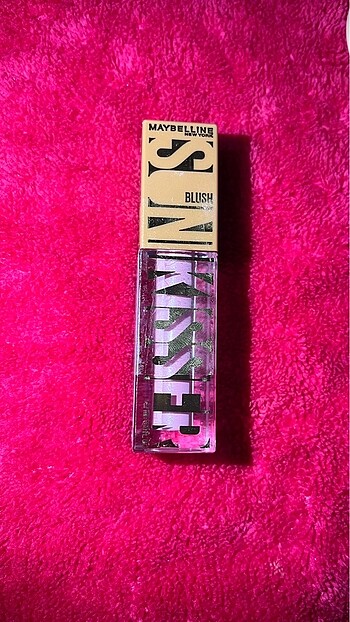 MAYBELLINE
NEW YORK
SUN
BLUSH
KISSER